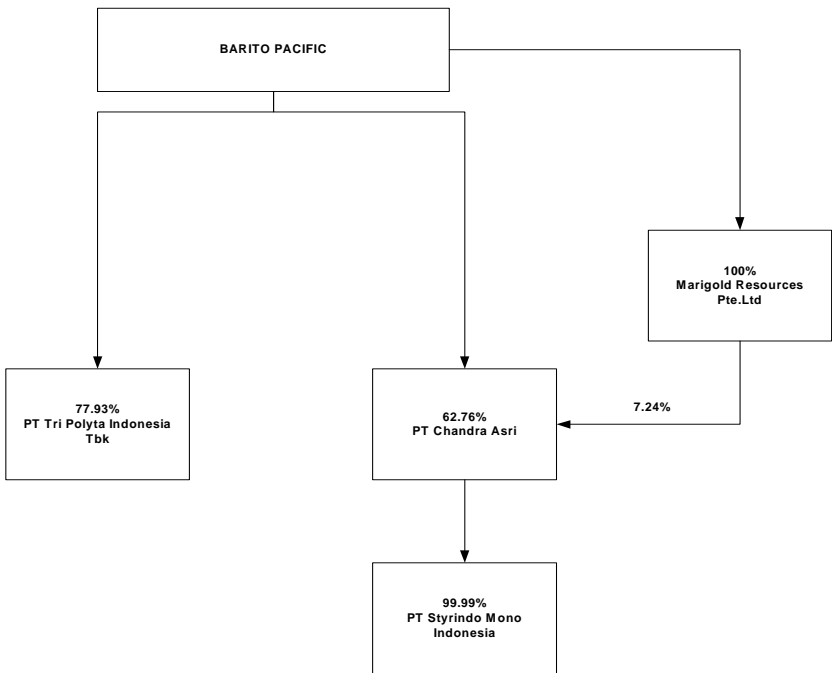 BARITO PACIFIC
100%
Marigold Resources
Pte.Ltd
77.93%
PT Tri Polyta Indonesia
Tbk
62.76%
PT Chandra Asri
7.24%
99.99%
PT Styrindo Mono
Indonesia